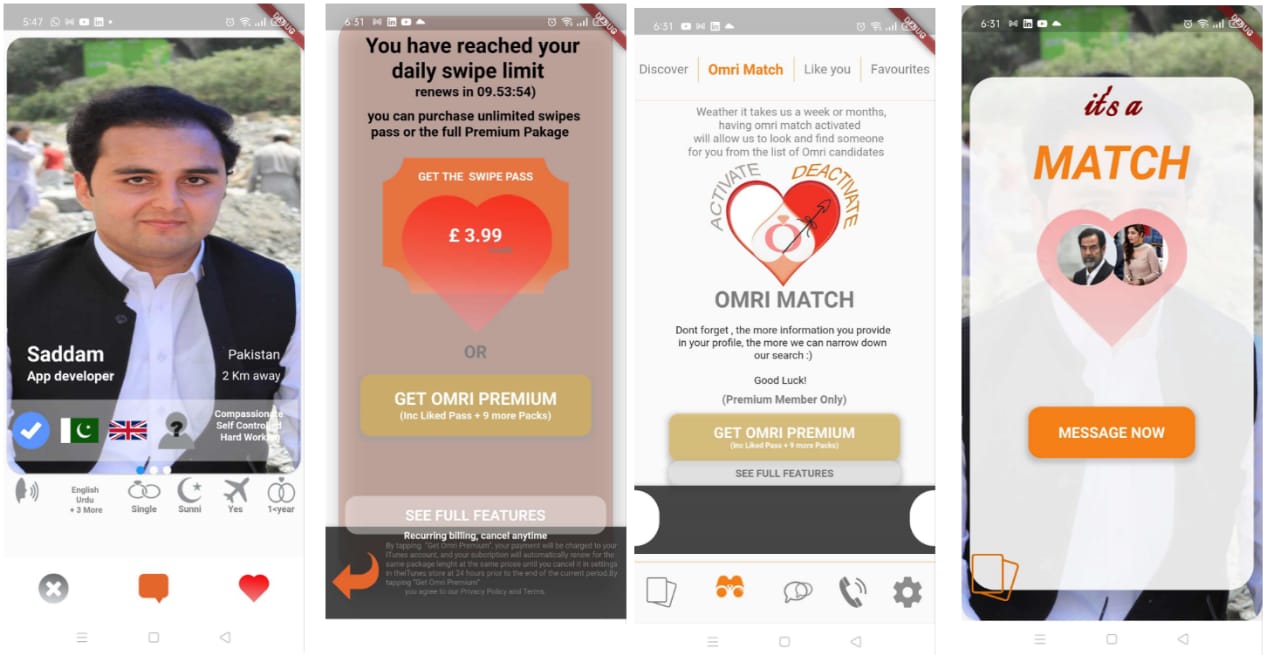 5:47
DEBUG
Saddam
Pakistan
App developer
2 Km away
Compassionate
Self Controlled
Hard Working
?
English
Urdu
+ 3 More
Single
Sunni
Yes
1<year
6:31
DEBUG
You have reached your
daily swipe limit
renews in 09.53:54)
you can purchase unlimited swipes
pass or the full Premium Pakage
GET THE SWIPE PASS
£ 3.99
OR
GET OMRI PREMIUM
(Inc Liked Pass + 9 more Packs)
SEE FULL FEATURES
Recurring billing, cancel anytime
By tapping "Get Omri Premium", your payment will be charged to your
iTunes account, and your subcription will automatically renew for the
same package lenght at the same prices until you cancel it in settings
in theiTunes store at 24 hours prior to the end of the current period.By
tapping "Get Omri Premium"
you agree to our Privacy Policy and Terms.
6:31
DEBUG
Discover
Omri Match
Like you
Favourites
Weather it takes us a week or months,
having omri match activated
will allow us to look and find someone
for you from the list of Omri candidates
ACTIVATE DEACTIVATE
OMRI MATCH
Dont forget , the more information you provide
in your profile, the more we can narrow down
our search :)
Good Luck!
(Premium Member Only)
GET OMRI PREMIUM
(Inc Liked Pass + 9 more Packs)
SEE FULL FEATURES
6:31
DEBUG
it's a
MATCH
MESSAGE NOW